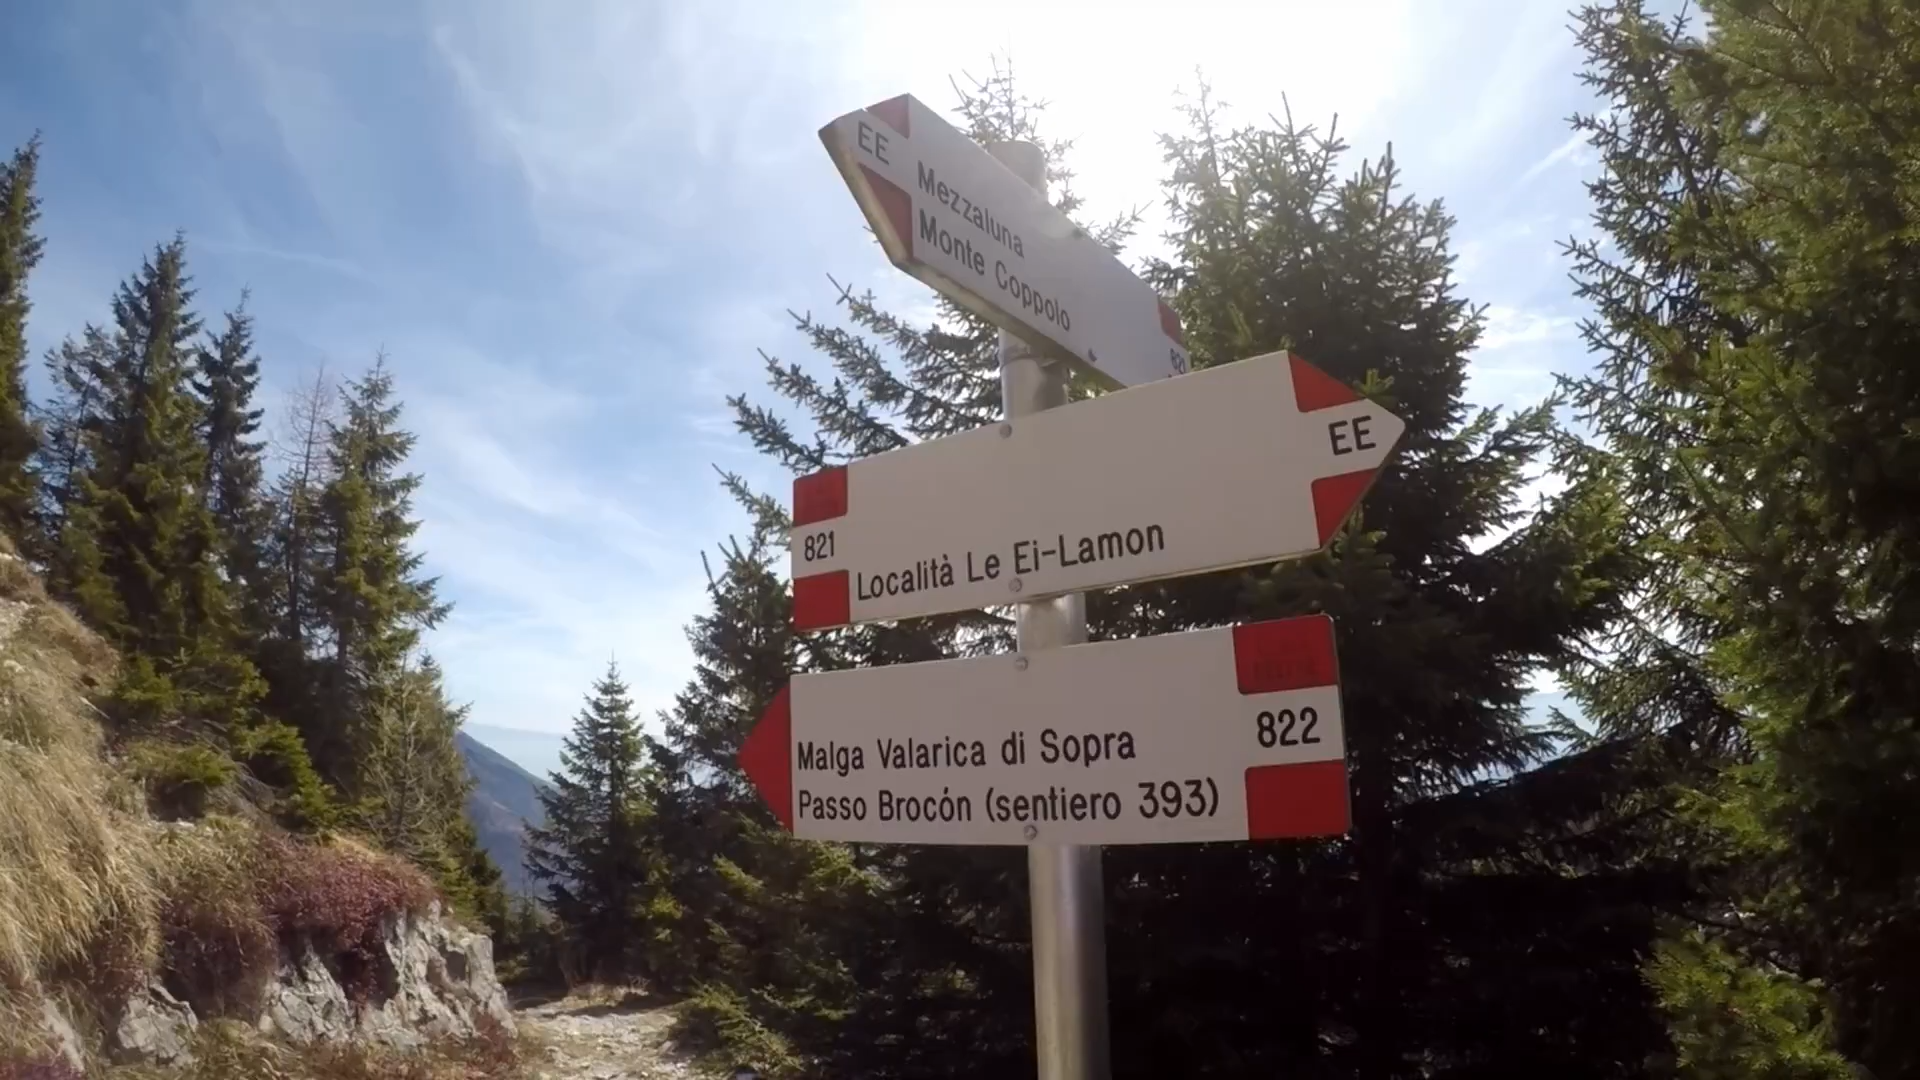 EE
Mezzaluna
Monte Coppolo
821
EE
821
Località Le Ei-Lamon
822
Malga Valarica di Sopra
Passo Brocón (sentiero 393)